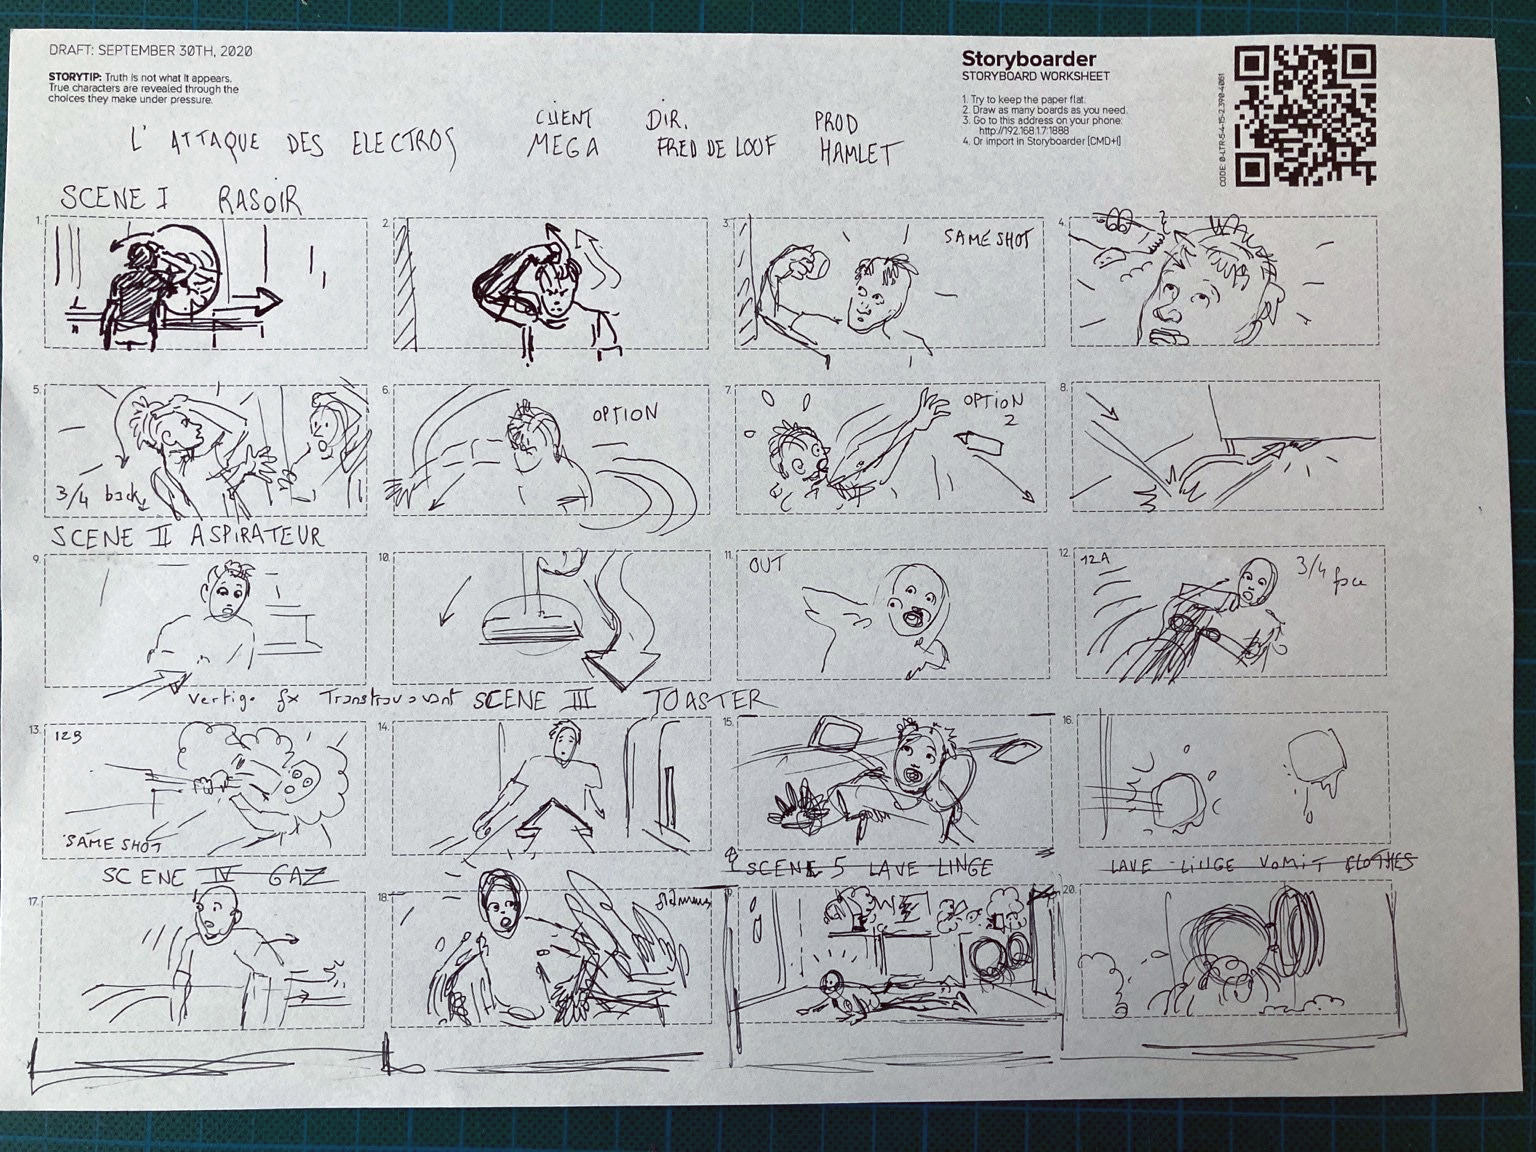 DRAFT: SEPTEMBER 30TH, 2020
STORYTIP: Truth is not what it appears.
True characters are revealed through the
choices they make under pressure.
Storyboarder
STORYBOARD WORKSHEET
1. Try to keep the paper flat.
2. Draw as many boards as you need.
3. Go to this address on your phone:
http://192.168.1.7:1888
4. Or import in Storyboarder [CMD+I]
L'ATTAQUE DES ELECTROS
CLIENT
MEGA
DIR.
FRED DE LOOF
PROD
HAMLET
SCENE I RASOIR
1.
2.
3.
SAME SHOT
4.
5.
3/4 back
6.
OPTION
7.
OPTION
2
8.
SCENE II ASPIRATEUR
9.
10.
11.
OUT
12.
12A
3/4 face
vertigo fx Transtravavant
SCENE III TOASTER
13.
12B
SAME SHOT
14.
15.
16.
SCENE IV GAZ
SCENE 5 LAVE LINGE
LAVE LINGE VOMIT CLOTHES
17.
18.
20.